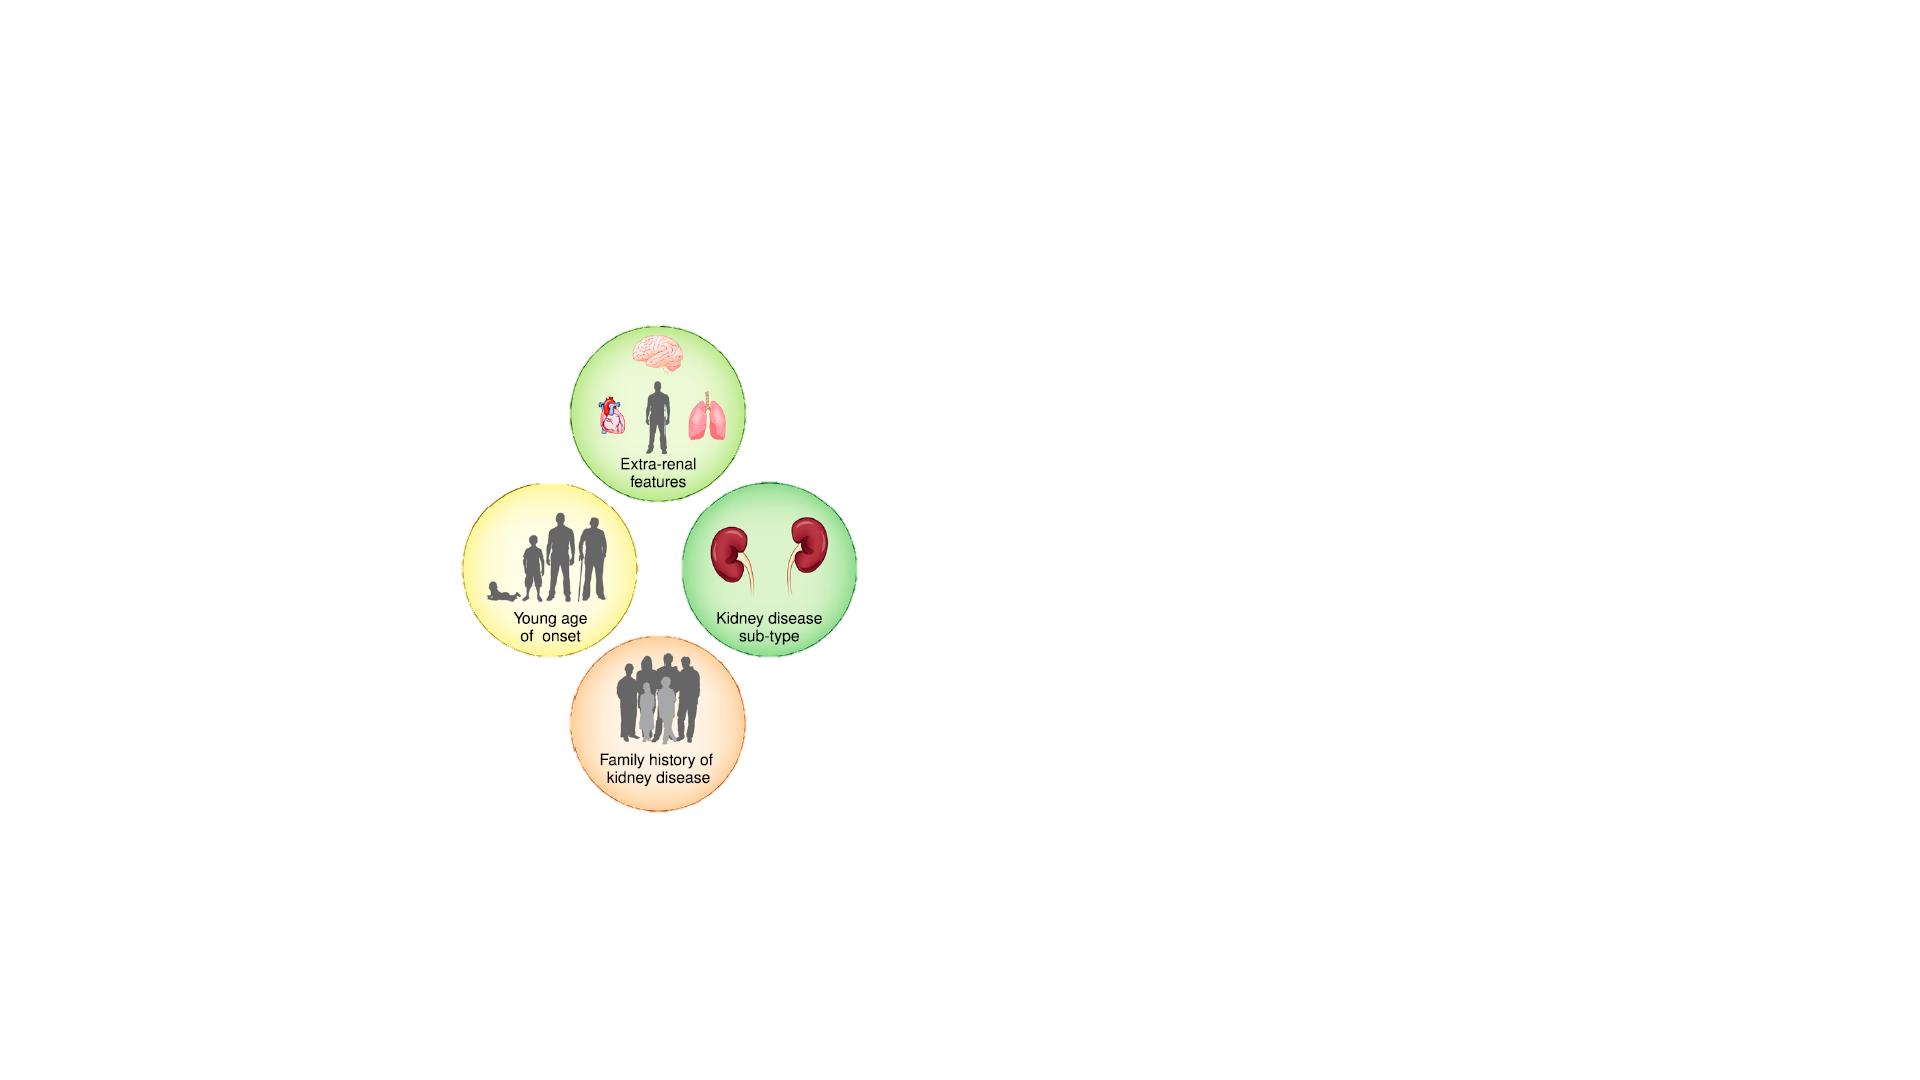 Extra-renal
features
Young age
of onset
Kidney disease
sub-type
Family history of
kidney disease